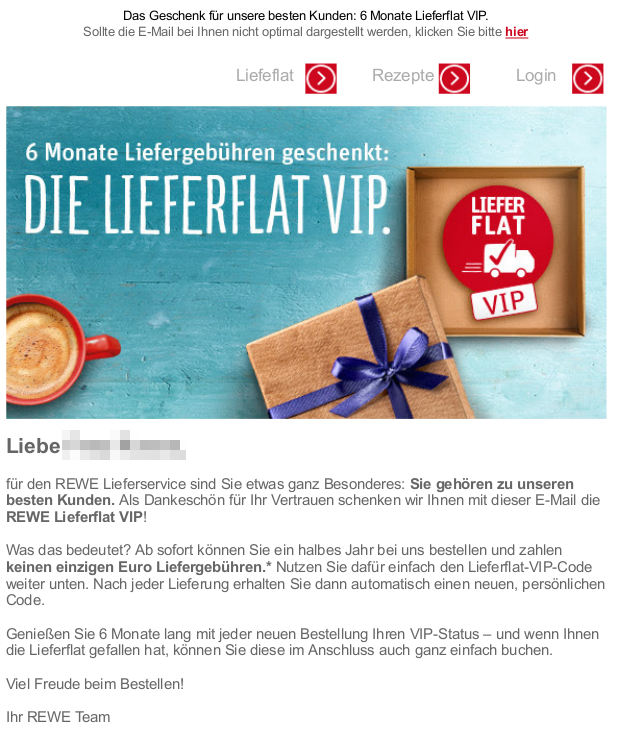 Das Geschenk für unsere besten Kunden: 6 Monate Lieferflat VIP.
Sollte die E-Mail bei Ihnen nicht optimal dargestellt werden, klicken Sie bitte hier
Liefeflat Rezepte Login
6 Monate Liefergebühren geschenkt:
DIE LIEFERFLAT VIP.
LIEFER
FLAT
VIP
Liebe
für den REWE Lieferservice sind Sie etwas ganz Besonderes: Sie gehören zu unseren
besten Kunden. Als Dankeschön für Ihr Vertrauen schenken wir Ihnen mit dieser E-Mail die
REWE Lieferflat VIP!
Was das bedeutet? Ab sofort können Sie ein halbes Jahr bei uns bestellen und zahlen
keinen einzigen Euro Liefergebühren.* Nutzen Sie dafür einfach den Lieferflat-VIP-Code
weiter unten. Nach jeder Lieferung erhalten Sie dann automatisch einen neuen, persönlichen
Code.
Genießen Sie 6 Monate lang mit jeder neuen Bestellung Ihren VIP-Status – und wenn Ihnen
die Lieferflat gefallen hat, können Sie diese im Anschluss auch ganz einfach buchen.
Viel Freude beim Bestellen!
Ihr REWE Team